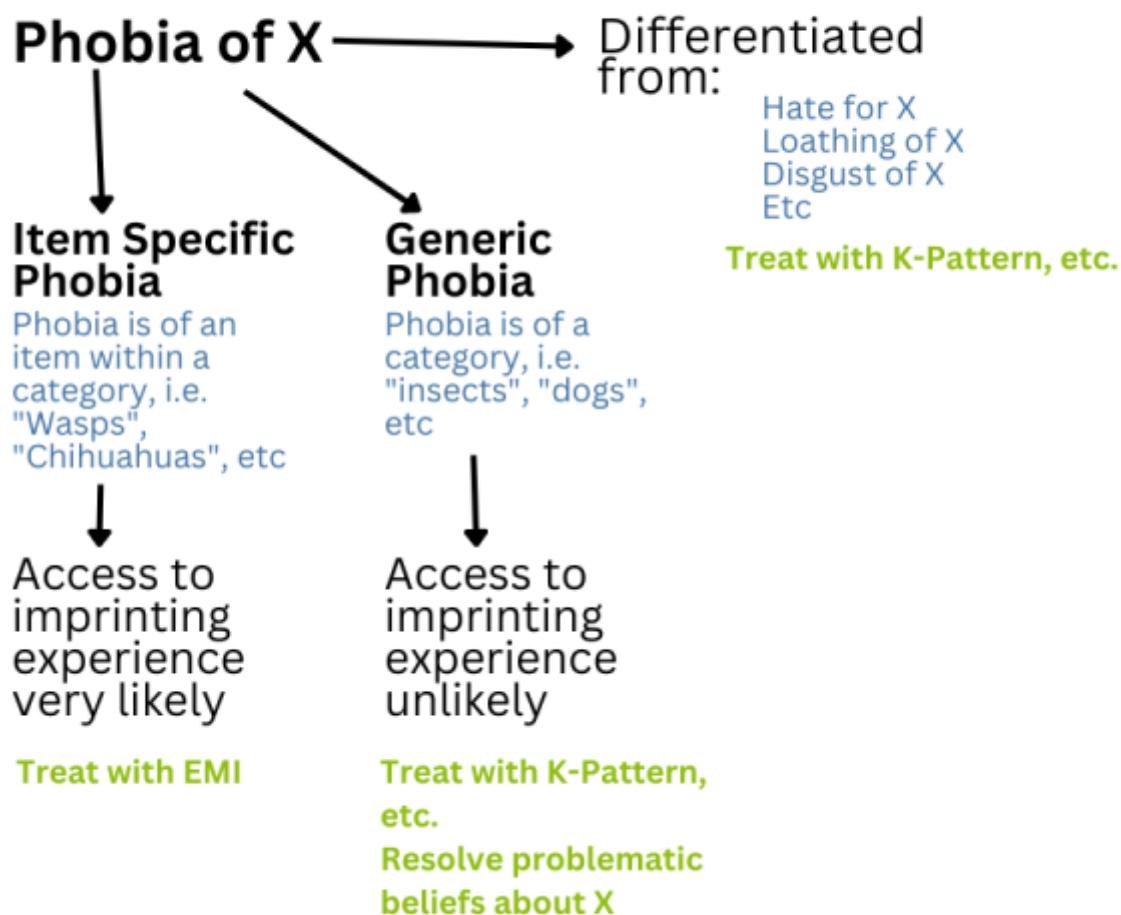 Phobia of X
Differentiated
from:
Hate for X
Loathing of X
Disgust of X
Etc
Treat with K-Pattern, etc.
Item Specific
Phobia
Phobia is of an
item within a
category, i.e.
"Wasps",
"Chihuahuas", etc
Access to
imprinting
experience
very likely
Treat with EMI
Generic
Phobia
Phobia is of a
category, i.e.
"insects", "dogs",
etc
Access to
imprinting
experience
unlikely
Treat with K-Pattern,
etc.
Resolve problematic
beliefs about X